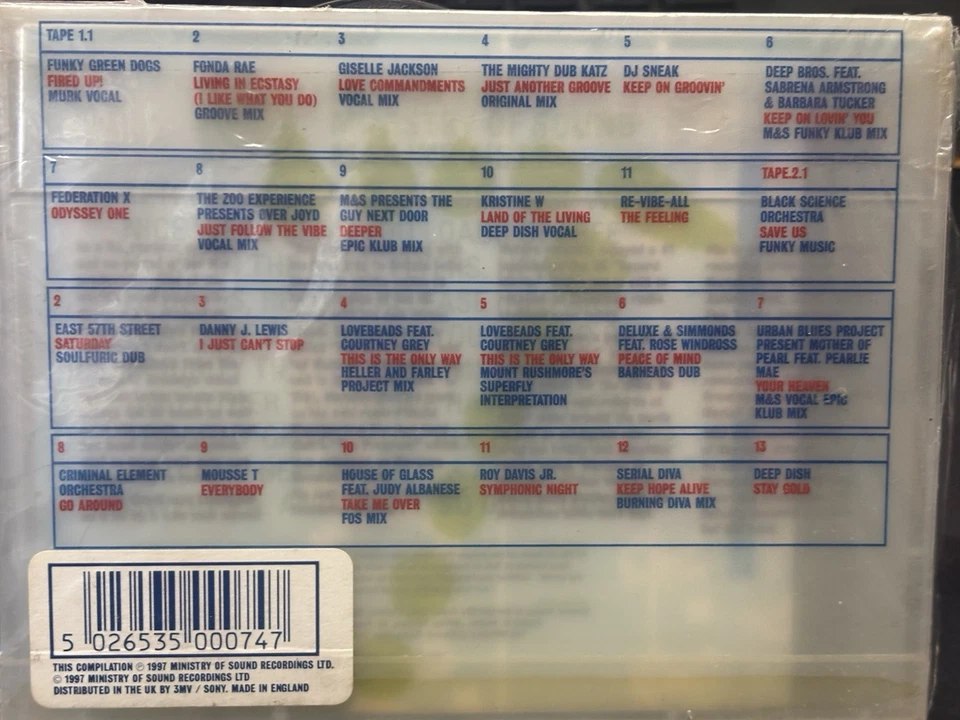 TAPE 1.1
FUNKY GREEN DOGS
FIRED UP!
MURK VOCAL
2
FONDA RAE
LIVING IN ECSTASY
(I LIKE WHAT YOU DO)
GROOVE MIX
3
GISELLE JACKSON
LOVE COMMANDMENTS
VOCAL MIX
4
THE MIGHTY DUB KATZ
JUST ANOTHER GROOVE
ORIGINAL MIX
5
DJ SNEAK
KEEP ON GROOVIN'
6
DEEP BROS. FEAT.
SABRENA ARMSTRONG
& BARBARA TUCKER
KEEP ON LOVIN' YOU
M&S FUNKY KLUB MIX
7
FEDERATION X
ODYSSEY ONE
8
THE ZOO EXPERIENCE
PRESENTS OVER JOYD
JUST FOLLOW THE VIBE
VOCAL MIX
9
M&S PRESENTS THE
GUY NEXT DOOR
DEEPER
EPIC KLUB MIX
10
KRISTINE W
LAND OF THE LIVING
DEEP DISH VOCAL
11
RE-VIBE-ALL
THE FEELING
TAPE.2.1
BLACK SCIENCE
ORCHESTRA
SAVE US
FUNKY MUSIC
2
EAST 57TH STREET
SATURDAY
SOULFURIC DUB
3
DANNY J. LEWIS
I JUST CAN'T STOP
4
LOVEBEADS FEAT.
COURTNEY GREY
THIS IS THE ONLY WAY
HELLER AND FARLEY
PROJECT MIX
5
LOVEBEADS FEAT.
COURTNEY GREY
THIS IS THE ONLY WAY
MOUNT RUSHMORE'S
SUPERFLY
INTERPRETATION
6
DELUXE & SIMMONDS
FEAT. ROSE WINDROSS
PEACE OF MIND
BARHEADS DUB
7
URBAN BLUES PROJECT
PRESENT MOTHER OF
PEARL FEAT. PEARLIE
MAE
YOUR HEAVEN
M&S VOCAL EPIC
KLUB MIX
8
CRIMINAL ELEMENT
ORCHESTRA
GO AROUND
9
MOUSSE T
EVERYBODY
10
HOUSE OF GLASS
FEAT. JUDY ALBANESE
TAKE ME OVER
FOS MIX
11
ROY DAVIS JR.
SYMPHONIC NIGHT
12
SERIAL DIVA
KEEP HOPE ALIVE
BURNING DIVA MIX
13
DEEP DISH
STAY GOLD
5 026535 000747
THIS COMPILATION ℗ 1997 MINISTRY OF SOUND RECORDINGS LTD.
© 1997 MINISTRY OF SOUND RECORDINGS LTD
DISTRIBUTED IN THE UK BY 3MV / SONY. MADE IN ENGLAND